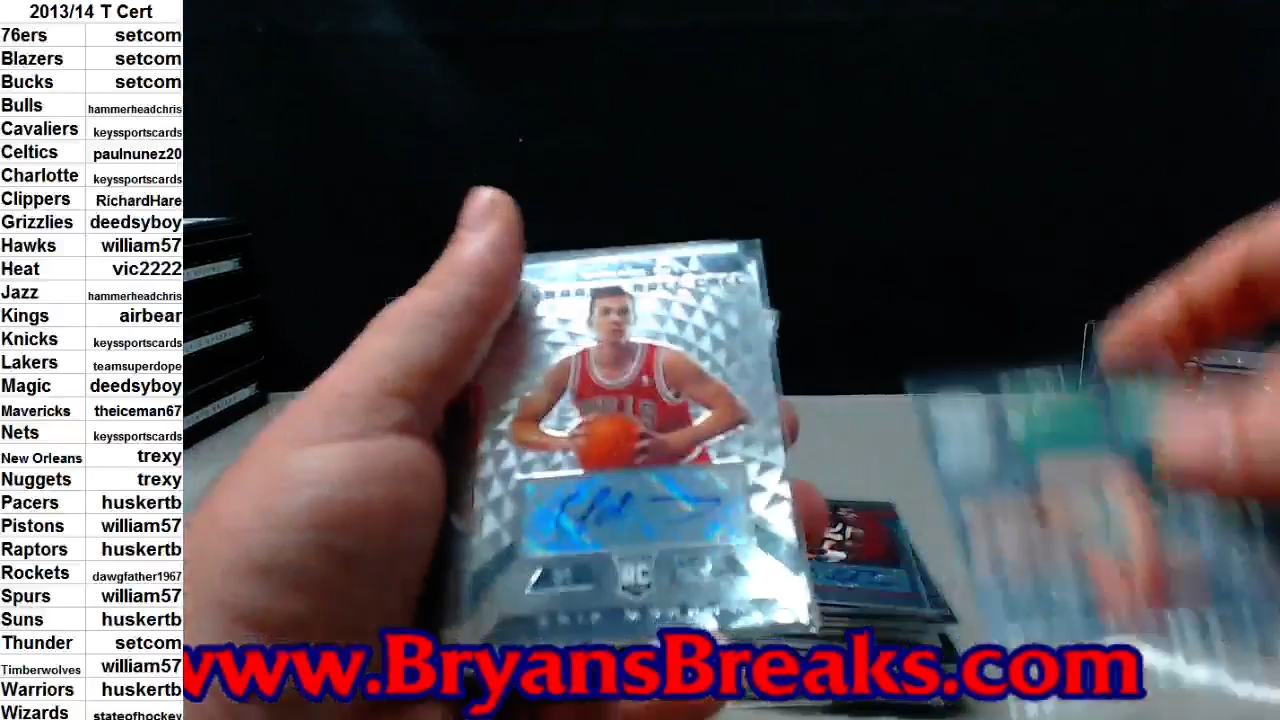 2013/14 T Cert
76ers setcom
Blazers setcom
Bucks setcom
Bulls hammerheadchris
Cavaliers keyssportscards
Celtics paulnunez20
Charlotte keyssportscards
Clippers RichardHare
Grizzlies deedsyboy
Hawks william57
Heat vic2222
Jazz hammerheadchris
Kings airbear
Knicks keyssportscards
Lakers teamsuperdope
Magic deedsyboy
Mavericks theiceman67
Nets keyssportscards
New Orleans trexy
Nuggets trexy
Pacers huskertb
Pistons william57
Raptors huskertb
Rockets dawgfather1967
Spurs william57
Suns huskertb
Thunder setcom
Timberwolves william57
Warriors huskertb
Wizards stateofhockey
RC
www.BryansBreaks.com